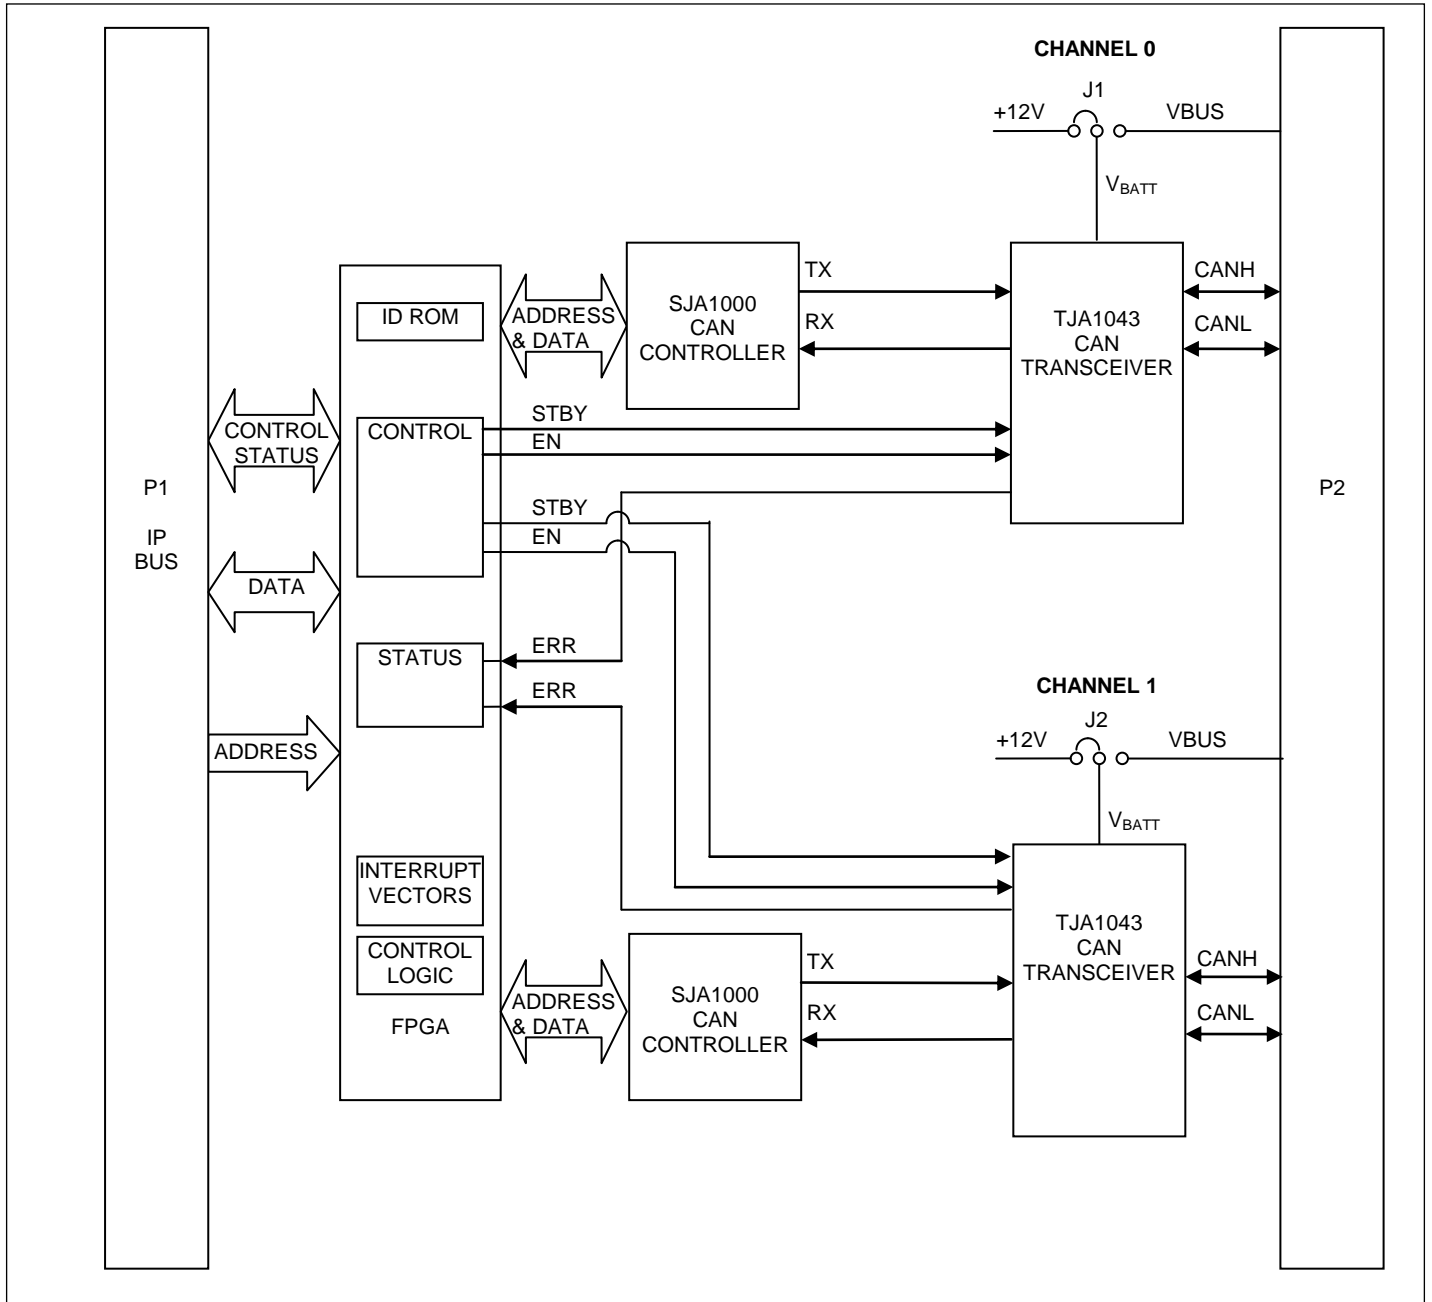 CHANNEL 0
J1
+12V
VBUS
V_BATT
P1
IP
BUS
CONTROL
STATUS
DATA
ADDRESS
ID ROM
CONTROL
STATUS
INTERRUPT
VECTORS
CONTROL
LOGIC
FPGA
ADDRESS
& DATA
SJA1000
CAN
CONTROLLER
TX
RX
TJA1043
CAN
TRANSCEIVER
CANH
CANL
STBY
EN
STBY
EN
ERR
ERR
P2
CHANNEL 1
J2
+12V
VBUS
V_BATT
ADDRESS
& DATA
SJA1000
CAN
CONTROLLER
TX
RX
TJA1043
CAN
TRANSCEIVER
CANH
CANL